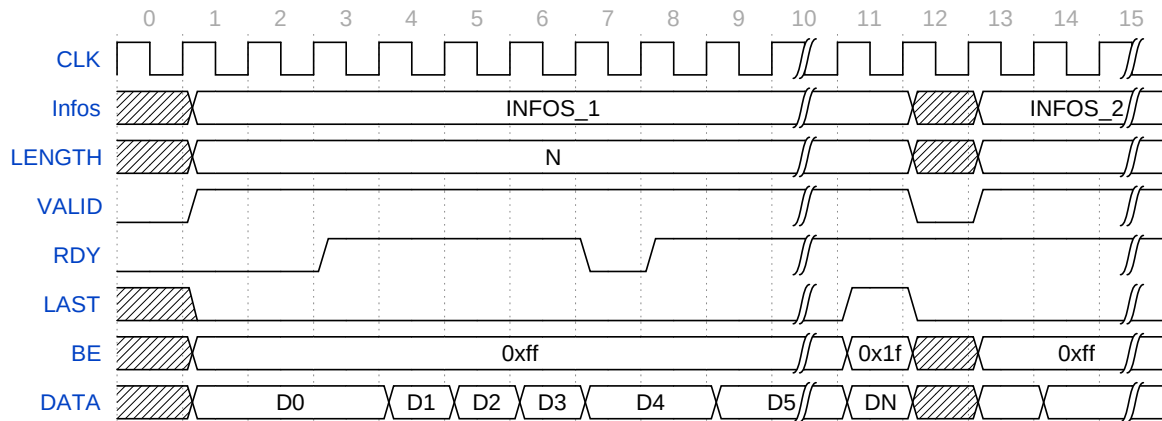 0 1 2 3 4 5 6 7 8 9 10 11 12 13 14 15
CLK
Infos INFOS_1 INFOS_2
LENGTH N
VALID
RDY
LAST
BE 0xff 0x1f 0xff
DATA D0 D1 D2 D3 D4 D5 DN